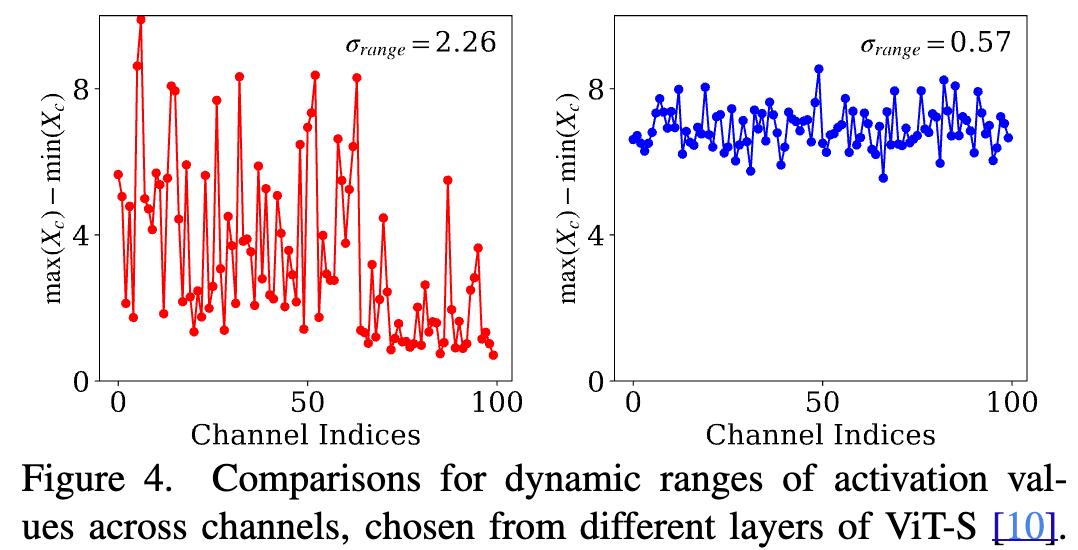 σrange = 2.26
8
4
0
max(Xc) − min(Xc)
0 50 100
Channel Indices
σrange = 0.57
8
4
0
max(Xc) − min(Xc)
0 50 100
Channel Indices
Figure 4. Comparisons for dynamic ranges of activation val-
ues across channels, chosen from different layers of ViT-S [10].